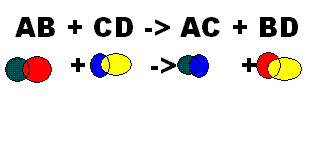 AB + CD -> AC + BD
+ -> +